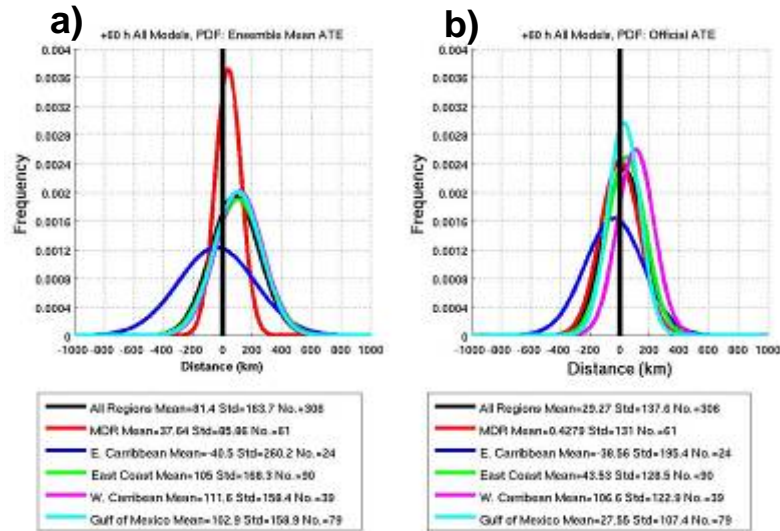 a)
+60 h All Models, PDF: Ensemble Mean ATE
0.004
0.0036
0.0032
0.0028
0.0024
0.002
0.0016
0.0012
0.0008
0.0004
0
Frequency
-1000 -800 -600 -400 -200 0 200 400 600 800 1000
Distance (km)
All Regions Mean=81.4 Std=163.7 No.=306
MDR Mean=37.64 Std=85.86 No.=61
E. Carribbean Mean=-40.5 Std=260.2 No.=24
East Coast Mean=105 Std=168.3 No.=90
W. Carribean Mean=111.6 Std=158.4 No.=39
Gulf of Mexico Mean=102.9 Std=158.9 No.=79
b)
+60 h All Models, PDF: Official ATE
0.004
0.0036
0.0032
0.0028
0.0024
0.002
0.0016
0.0012
0.0008
0.0004
0
Frequency
-1000 -800 -600 -400 -200 0 200 400 600 800 1000
Distance (km)
All Regions Mean=29.27 Std=137.6 No.=306
MDR Mean=0.4279 Std=131 No.=61
E. Carribbean Mean=-38.56 Std=195.4 No.=24
East Coast Mean=43.53 Std=128.5 No.=90
W. Carribean Mean=106.6 Std=122.9 No.=39
Gulf of Mexico Mean=27.55 Std=107.4 No.=79